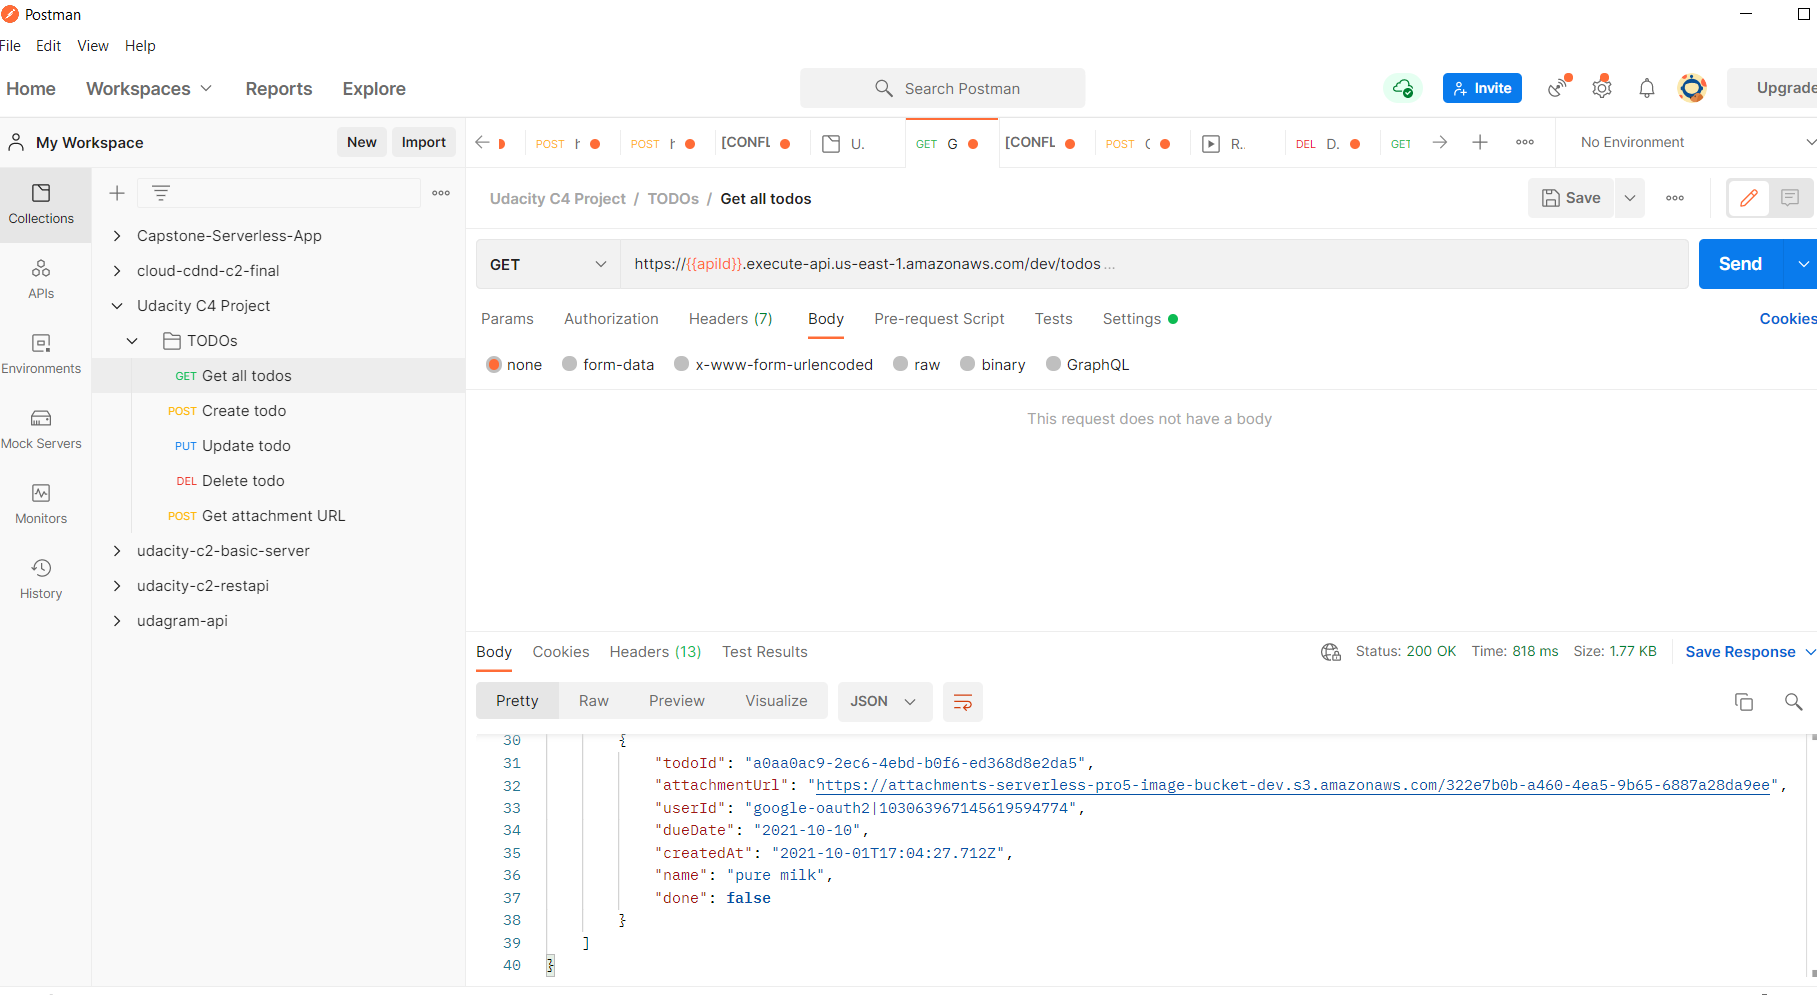 Postman
File Edit View Help
Home Workspaces Reports Explore Search Postman Invite Upgrade
My Workspace New Import POST POST [CONFL U. GET G [CONFL POST R.. DEL D. GET No Environment
Udacity C4 Project / TODOs / Get all todos Save
Collections
APIs
Environments
Mock Servers
Monitors
History
Capstone-Serverless-App
cloud-cdnd-c2-final
Udacity C4 Project
TODOs
GET Get all todos
POST Create todo
PUT Update todo
DEL Delete todo
POST Get attachment URL
udacity-c2-basic-server
udacity-c2-restapi
udagram-api
GET https://{{apiId}}.execute-api.us-east-1.amazonaws.com/dev/todos ... Send
Params Authorization Headers (7) Body Pre-request Script Tests Settings Cookies
none form-data x-www-form-urlencoded raw binary GraphQL
This request does not have a body
Body Cookies Headers (13) Test Results Status: 200 OK Time: 818 ms Size: 1.77 KB Save Response
Pretty Raw Preview Visualize JSON
30 {
31 "todoId": "a0aa0ac9-2ec6-4ebd-b0f6-ed368d8e2da5",
32 "attachmentUrl": "https://attachments-serverless-pro5-image-bucket-dev.s3.amazonaws.com/322e7b0b-a460-4ea5-9b65-6887a28da9ee",
33 "userId": "google-oauth2|103063967145619594774",
34 "dueDate": "2021-10-10",
35 "createdAt": "2021-10-01T17:04:27.712Z",
36 "name": "pure milk",
37 "done": false
38 }
39 ]
40 }